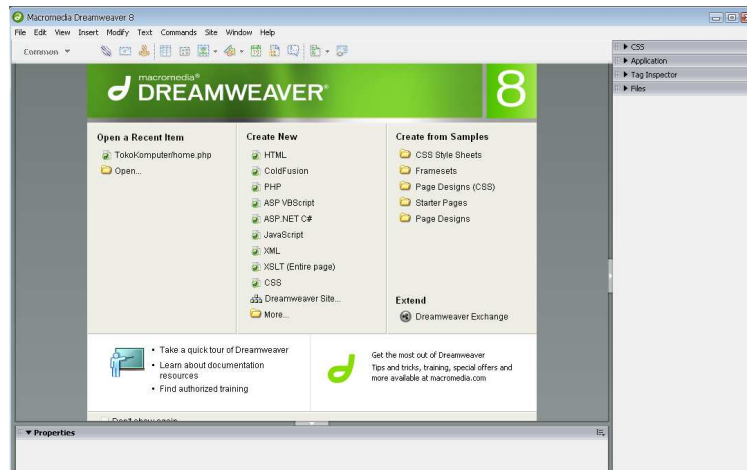 Macromedia Dreamweaver 8
File Edit View Insert Modify Text Commands Site Window Help
Common
macromedia®
DREAMWEAVER®
8
Open a Recent Item
TokoKomputer/home.php
Open...
Create New
HTML
ColdFusion
PHP
ASP VBScript
ASP.NET C#
JavaScript
XML
XSLT (Entire page)
CSS
Dreamweaver Site...
More...
Create from Samples
CSS Style Sheets
Framesets
Page Designs (CSS)
Starter Pages
Page Designs
Extend
Dreamweaver Exchange
• Take a quick tour of Dreamweaver
• Learn about documentation
resources
• Find authorized training
Get the most out of Dreamweaver
Tips and tricks, training, special offers and
more available at macromedia.com
Don't show again
CSS
Application
Tag Inspector
Files
Properties